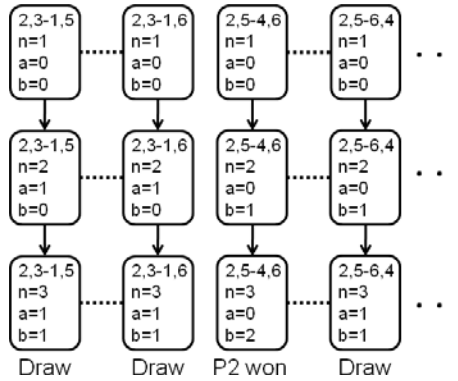 2,3-1,5
n=1
a=0
b=0
2,3-1,6
n=1
a=0
b=0
2,5-4,6
n=1
a=0
b=0
2,5-6,4
n=1
a=0
b=0
2,3-1,5
n=2
a=1
b=0
2,3-1,6
n=2
a=1
b=0
2,5-4,6
n=2
a=0
b=1
2,5-6,4
n=2
a=0
b=1
2,3-1,5
n=3
a=1
b=1
2,3-1,6
n=3
a=1
b=1
2,5-4,6
n=3
a=0
b=2
2,5-6,4
n=3
a=1
b=1
Draw
Draw
P2 won
Draw